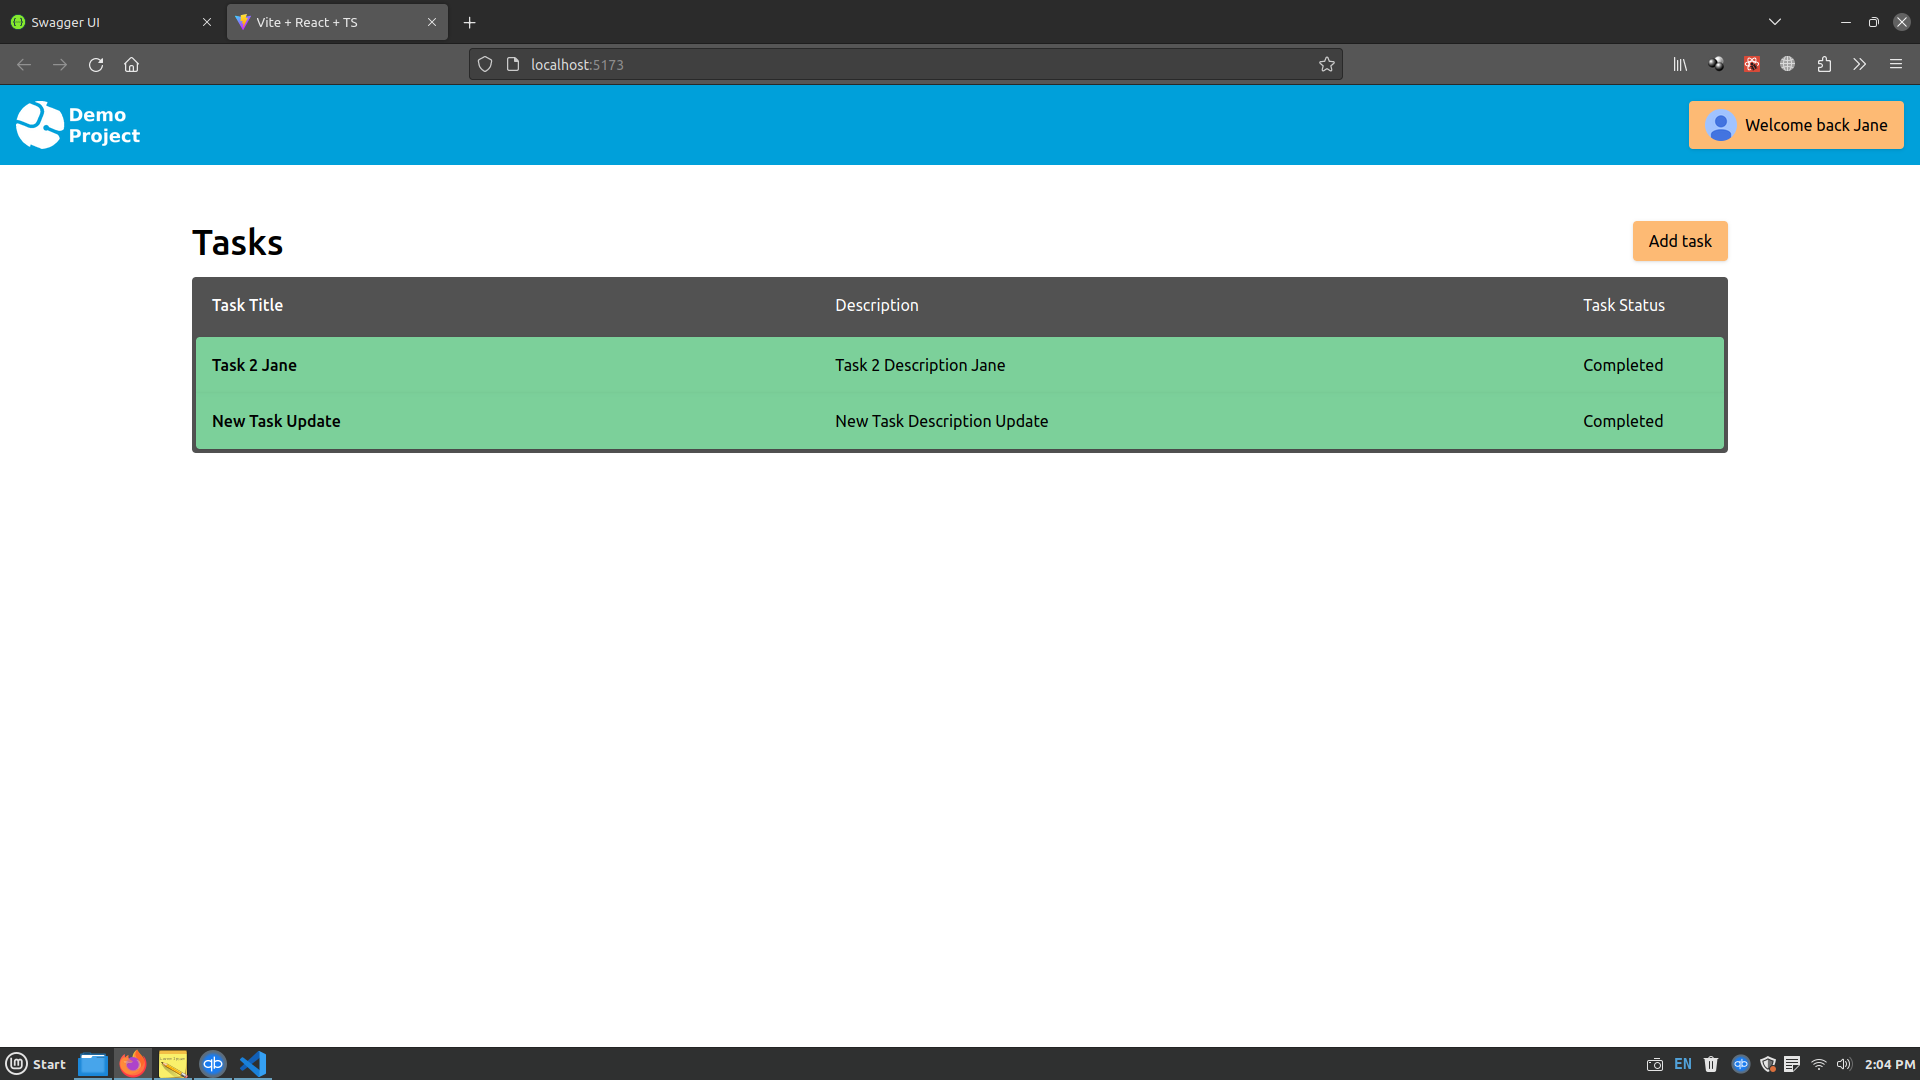 Swagger UI
Vite + React + TS
localhost:5173
Demo
Project
Welcome back Jane
Tasks
Add task
Task Title Description Task Status
Task 2 Jane Task 2 Description Jane Completed
New Task Update New Task Description Update Completed
Start
EN
2:04 PM